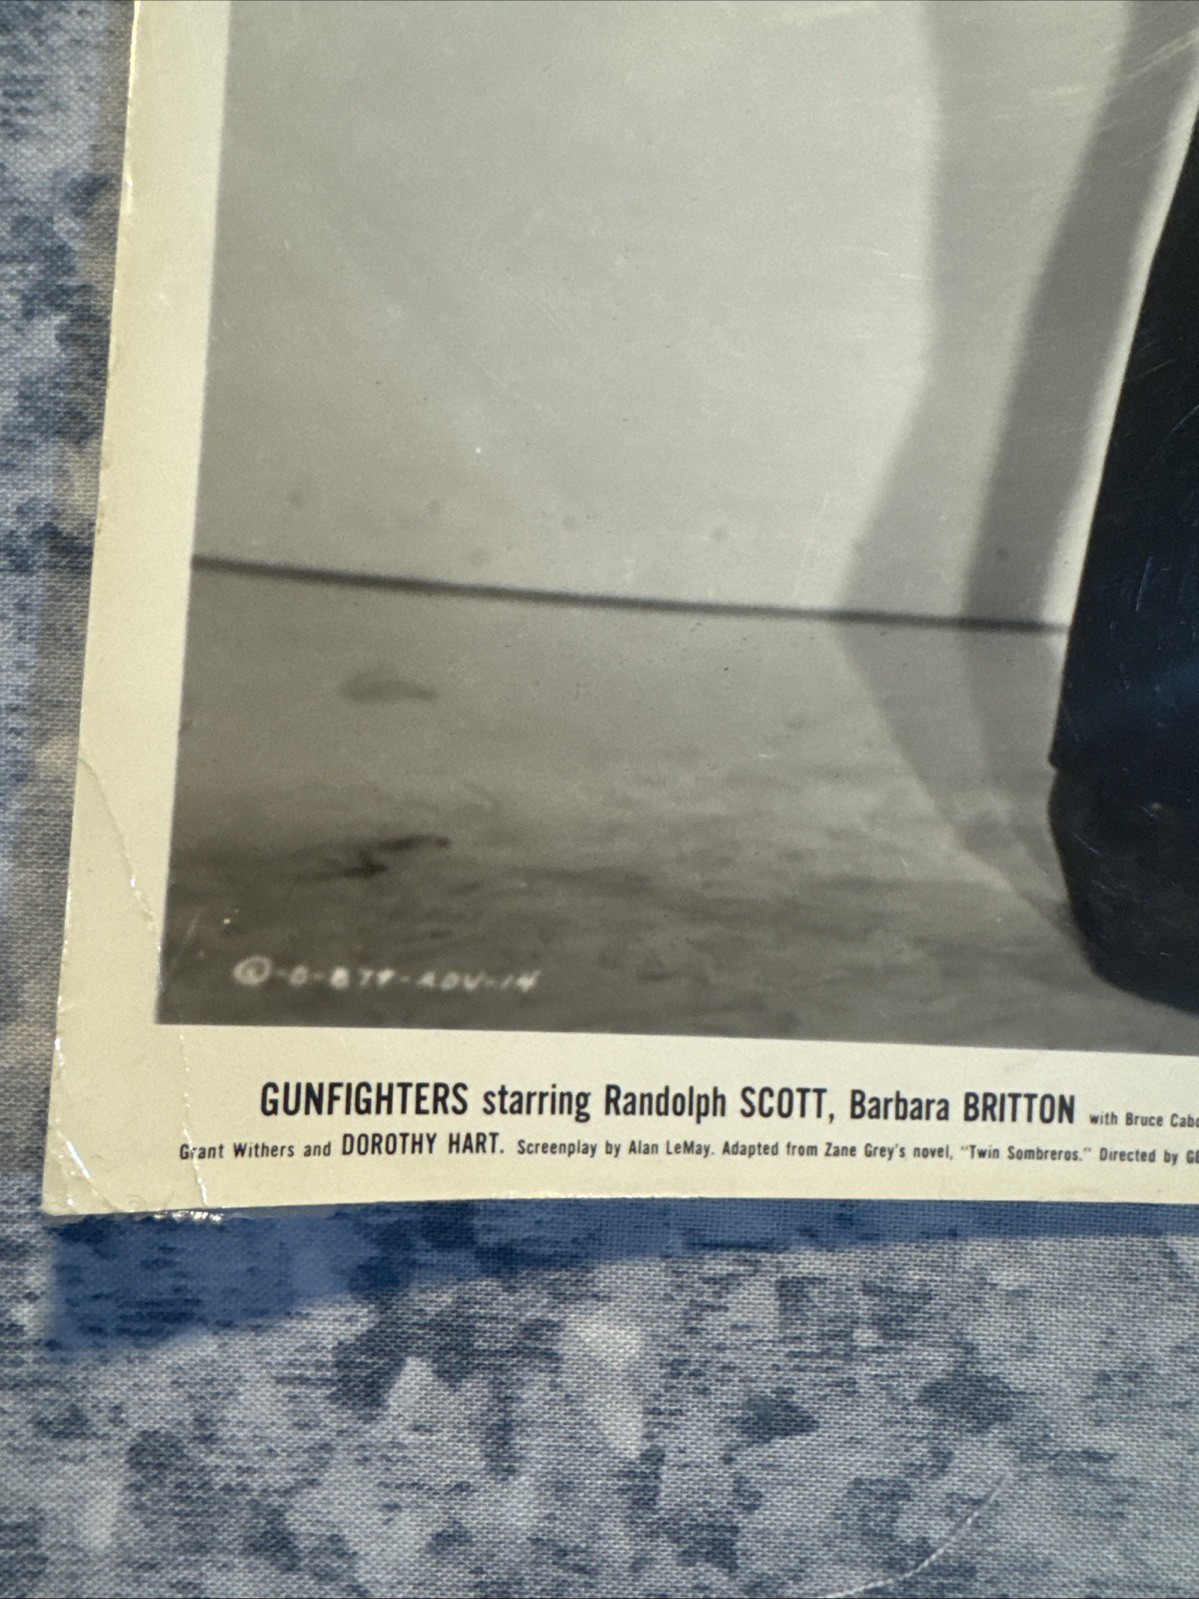 ©-D-879-ADV-14
GUNFIGHTERS starring Randolph SCOTT, Barbara BRITTON with Bruce
Grant Withers and DOROTHY HART. Screenplay by Alan LeMay. Adapted from Zane Grey's novel, "Twin Sombreros." Directed by